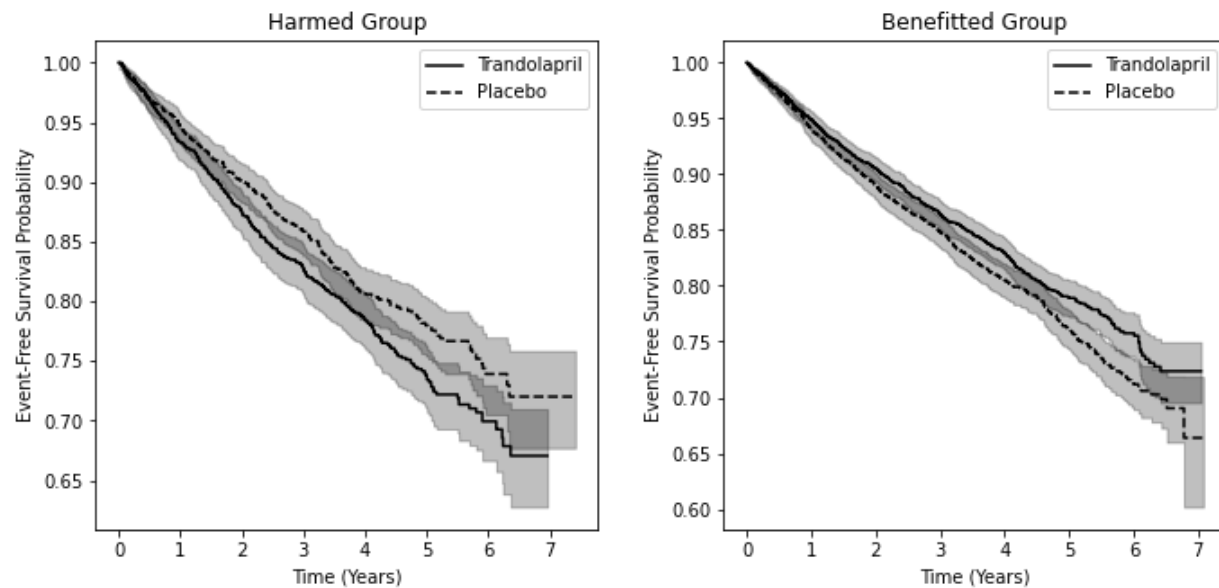 Harmed Group
Trandolapril
Placebo
1.00
0.95
0.90
0.85
0.80
0.75
0.70
0.65
Event-Free Survival Probability
0 1 2 3 4 5 6 7
Time (Years)
Benefitted Group
Trandolapril
Placebo
1.00
0.95
0.90
0.85
0.80
0.75
0.70
0.65
0.60
Event-Free Survival Probability
0 1 2 3 4 5 6 7
Time (Years)